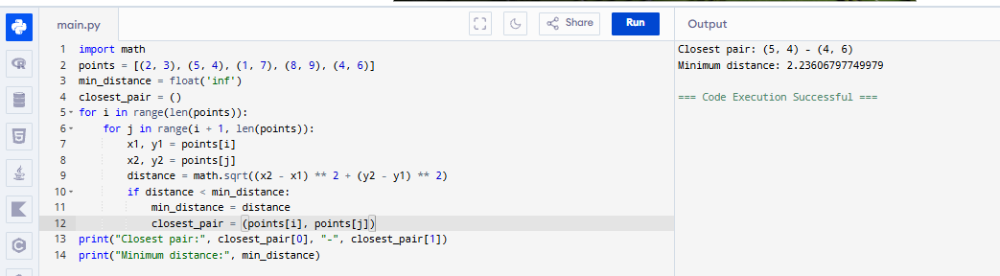 main.py
Share
Run
Output
1 import math
2 points = [(2, 3), (5, 4), (1, 7), (8, 9), (4, 6)]
3 min_distance = float('inf')
4 closest_pair = ()
5 for i in range(len(points)):
6     for j in range(i + 1, len(points)):
7         x1, y1 = points[i]
8         x2, y2 = points[j]
9         distance = math.sqrt((x2 - x1) ** 2 + (y2 - y1) ** 2)
10         if distance < min_distance:
11             min_distance = distance
12             closest_pair = (points[i], points[j])
13 print("Closest pair:", closest_pair[0], "-", closest_pair[1])
14 print("Minimum distance:", min_distance)
Closest pair: (5, 4) - (4, 6)
Minimum distance: 2.23606797749979
=== Code Execution Successful ===